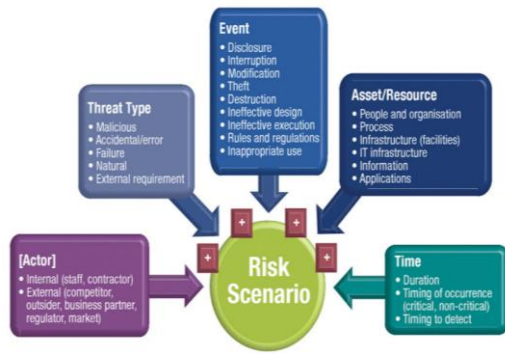 Event
• Disclosure
• Interruption
• Modification
• Theft
• Destruction
• Ineffective design
• Ineffective execution
• Rules and regulations
• Inappropriate use
Threat Type
• Malicious
• Accidental/error
• Failure
• Natural
• External requirement
Asset/Resource
• People and organisation
• Process
• Infrastructure (facilities)
• IT infrastructure
• Information
• Applications
[Actor]
• Internal (staff, contractor)
• External (competitor,
outsider, business partner,
regulator, market)
+
+
+
+
Risk
Scenario
Time
• Duration
• Timing of occurrence
(critical, non-critical)
• Timing to detect